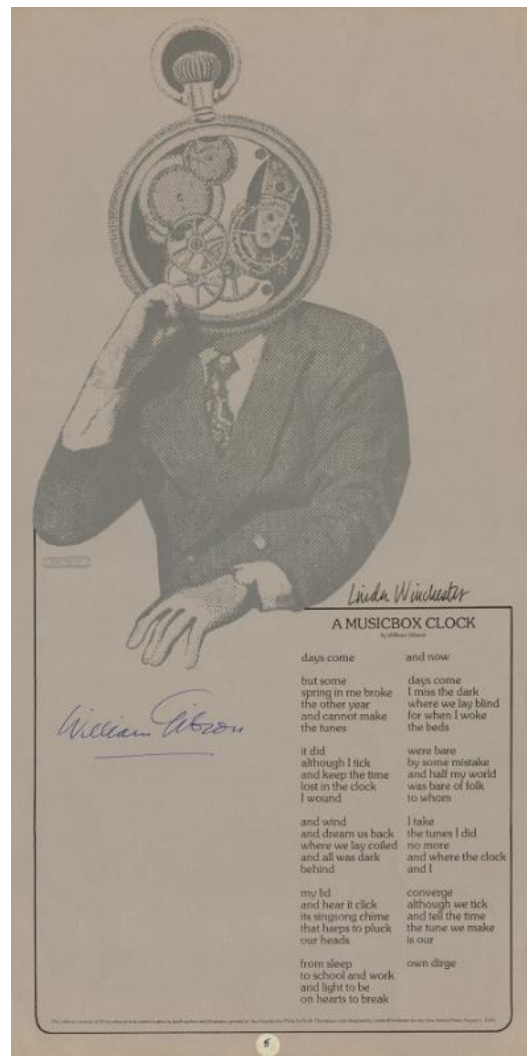 Linda Winchester
A MUSICBOX CLOCK
by William Gibson
days come
but some
spring in me broke
the other year
and cannot make
the tunes
it did
although I tick
and keep the time
lost in the clock
I wound
and wind
and dream us back
where we lay coiled
and all was dark
behind
my lid
and hear it click
its singsong chime
that harps to pluck
our heads
from sleep
to school and work
and light to be
on hearts to break
and now
days come
I miss the dark
where we lay blind
for when I woke
the beds
were bare
by some mistake
and half my world
was bare of folk
to whom
I take
the tunes I did
no more
and where the clock
and I
converge
although we tick
and tell the time
the tune we make
is our
own dirge
William Gibson